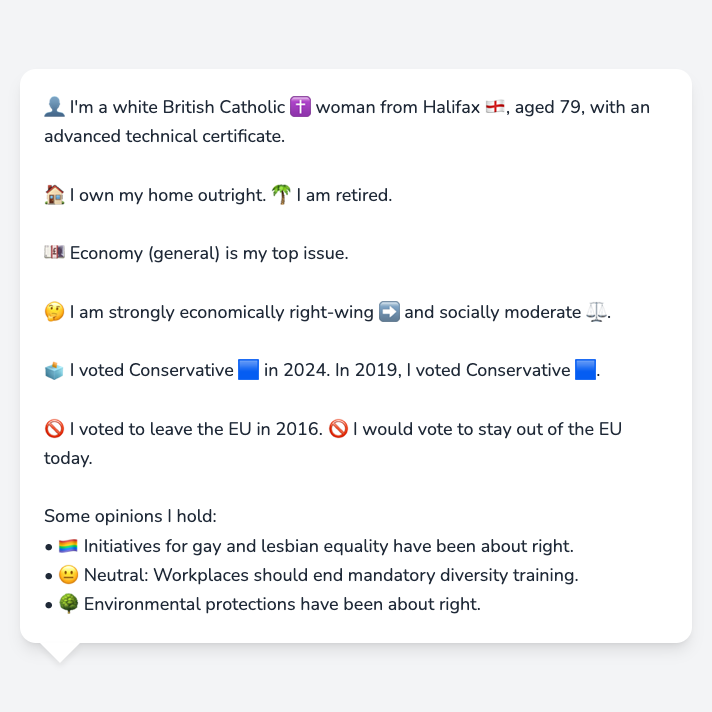 👤 I'm a white British Catholic ✝️ woman from Halifax 🏴󠁧󠁢󠁥󠁮󠁧󠁿, aged 79, with an
advanced technical certificate.
🏠 I own my home outright. 🌴 I am retired.
💷 Economy (general) is my top issue.
🤔 I am strongly economically right-wing ➡️ and socially moderate ⚖️.
🗳️ I voted Conservative 🟦 in 2024. In 2019, I voted Conservative 🟦.
🚫 I voted to leave the EU in 2016. 🚫 I would vote to stay out of the EU
today.
Some opinions I hold:
• 🏳️‍🌈 Initiatives for gay and lesbian equality have been about right.
• 😐 Neutral: Workplaces should end mandatory diversity training.
• 🌳 Environmental protections have been about right.